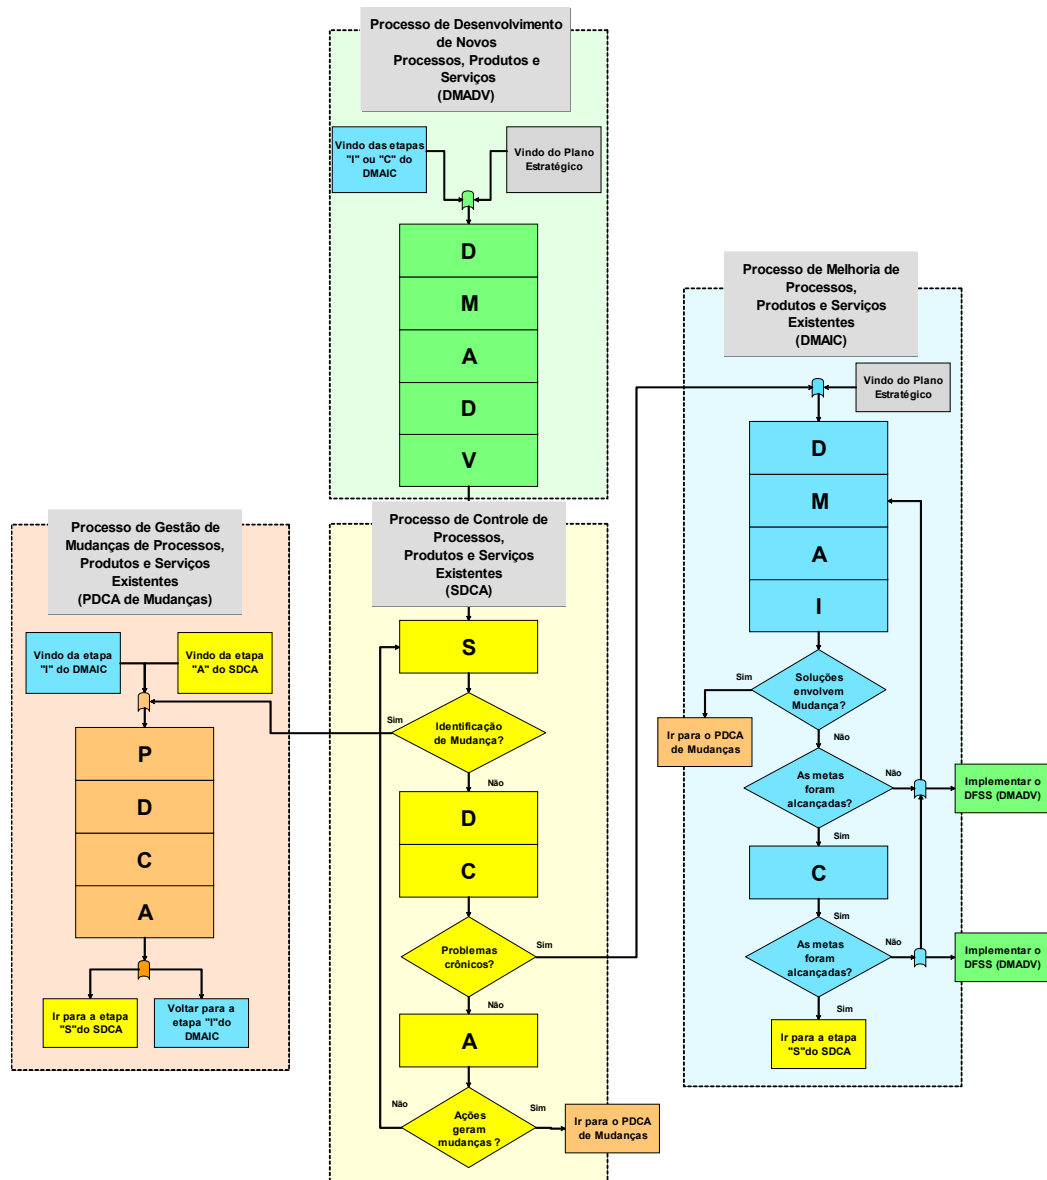 Processo de Desenvolvimento
de Novos
Processos, Produtos e
Serviços
(DMADV)
Vindo das etapas
"I" ou "C" do
DMAIC
Vindo do Plano
Estratégico
D
M
A
D
V
Processo de Melhoria de
Processos,
Produtos e Serviços
Existentes
(DMAIC)
Vindo do Plano
Estratégico
D
M
A
I
Soluções
envolvem
Mudança?
Sim
Não
Ir para o PDCA
de Mudanças
As metas
foram
alcançadas?
Não
Sim
Implementar o
DFSS (DMADV)
C
Sim
As metas
foram
alcançadas?
Não
Sim
Implementar o
DFSS (DMADV)
Ir para a etapa
"S"do SDCA
Processo de Gestão de
Mudanças de Processos,
Produtos e Serviços
Existentes
(PDCA de Mudanças)
Vindo da etapa
"I" do DMAIC
Vindo da etapa
"A" do SDCA
P
D
C
A
Ir para a etapa
"S"do SDCA
Voltar para a
etapa "I"do
DMAIC
Processo de Controle de
Processos,
Produtos e Serviços
Existentes
(SDCA)
S
Sim
Identificação
de Mudança?
Não
D
C
Problemas
crônicos?
Sim
Não
A
Não
Ações
geram
mudanças ?
Sim
Ir para o PDCA
de Mudanças